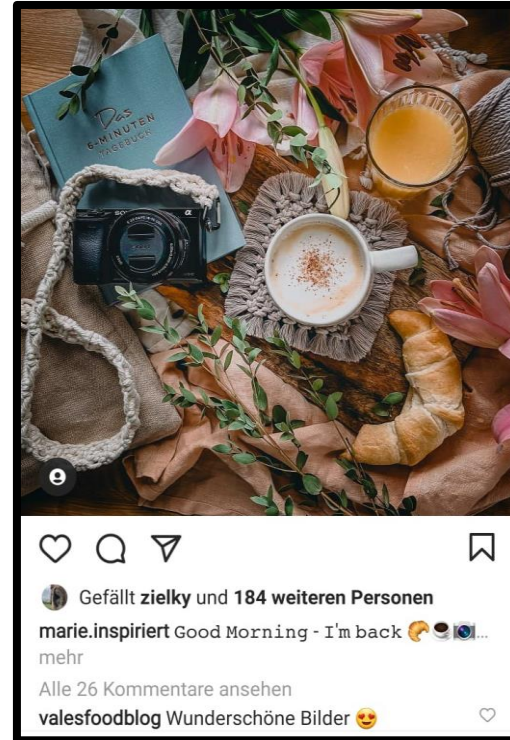 Das
6-MINUTEN
TAGEBUCH
SONY α
Gefällt zielky und 184 weiteren Personen
marie.inspiriert Good Morning - I'm back 🥐☕📷...
mehr
Alle 26 Kommentare ansehen
valesfoodblog Wunderschöne Bilder 😍